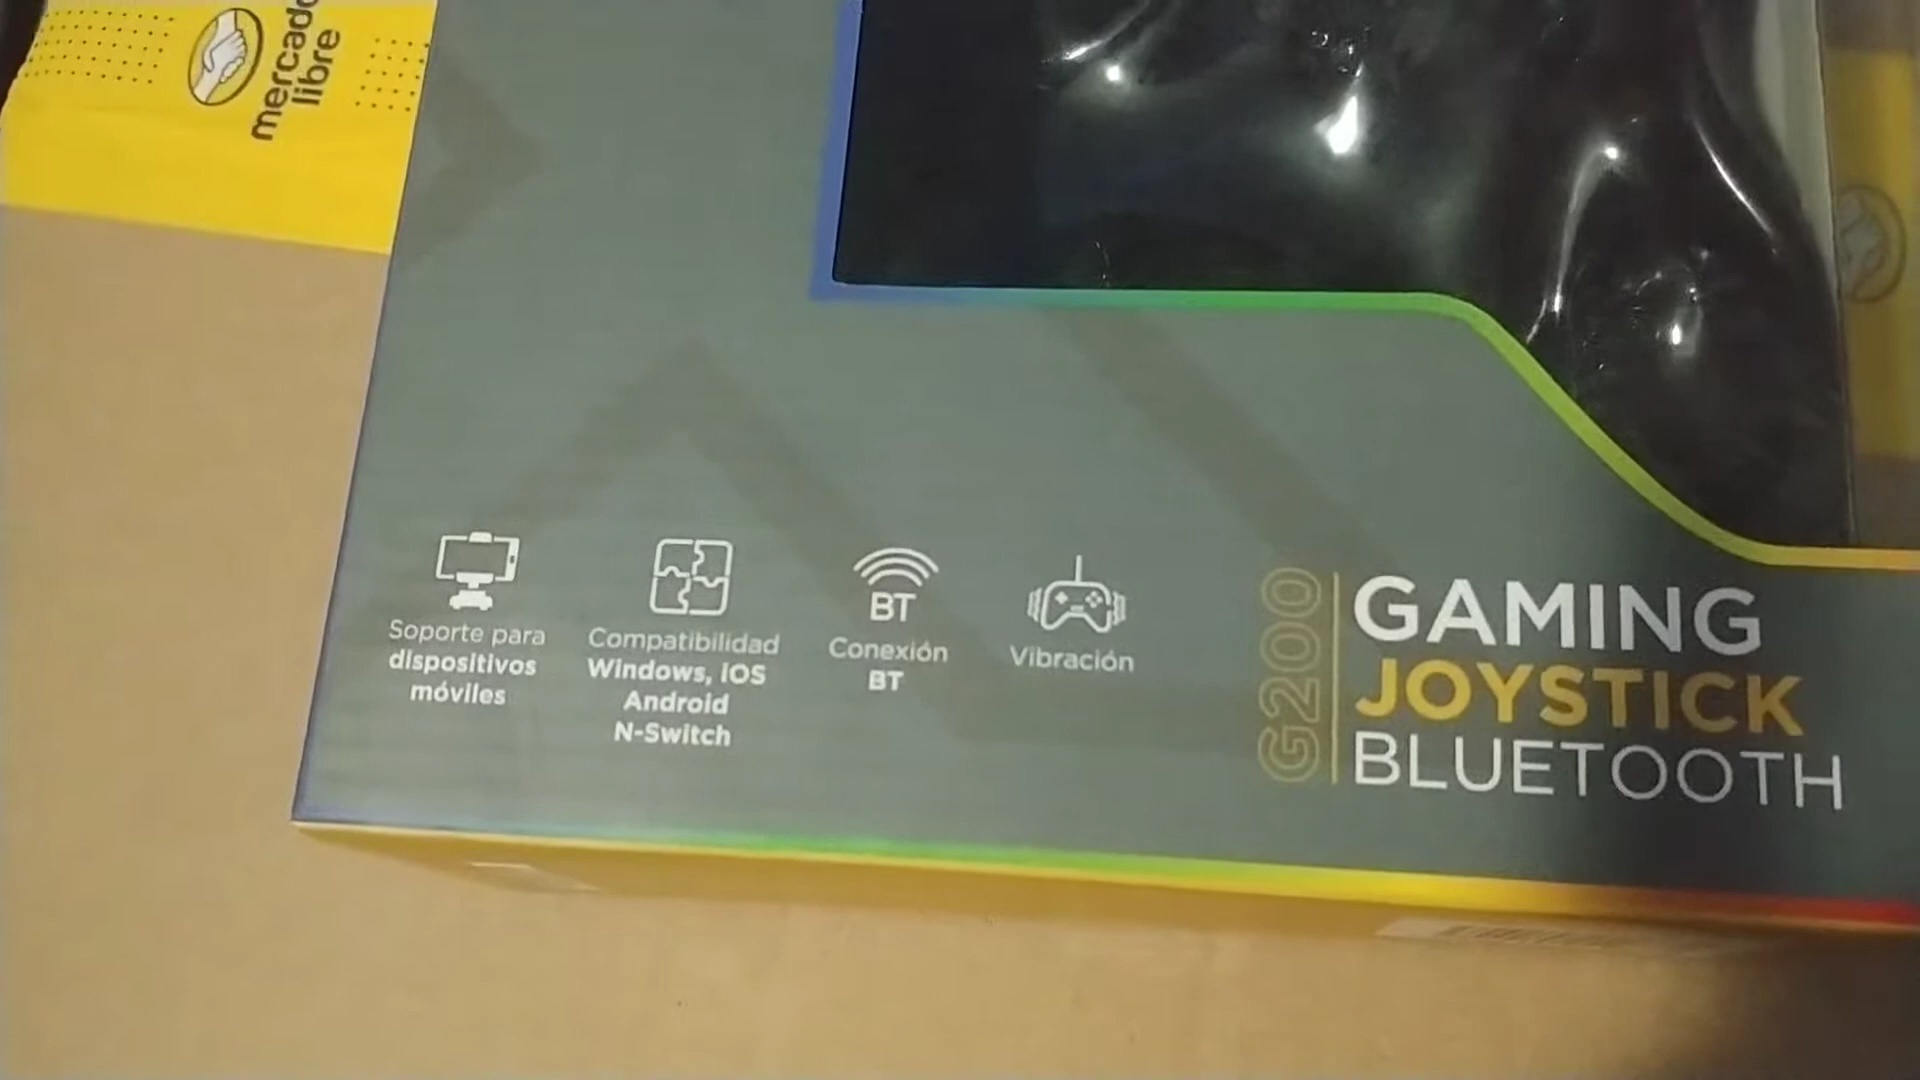 mercado
libre
Soporte para
dispositivos
móviles
Compatibilidad
Windows, iOS
Android
N-Switch
BT
Conexión
BT
Vibración
G200
GAMING
JOYSTICK
BLUETOOTH